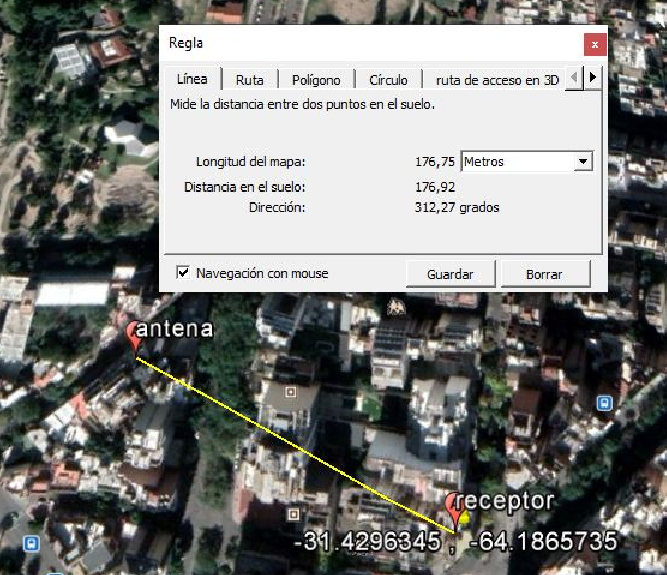 Regla
x
Línea Ruta Polígono Círculo ruta de acceso en 3D
Mide la distancia entre dos puntos en el suelo.
Longitud del mapa: 176,75 Metros
Distancia en el suelo: 176,92
Dirección: 312,27 grados
Navegación con mouse Guardar Borrar
antena
receptor
-31.4296345 , -64.1865735